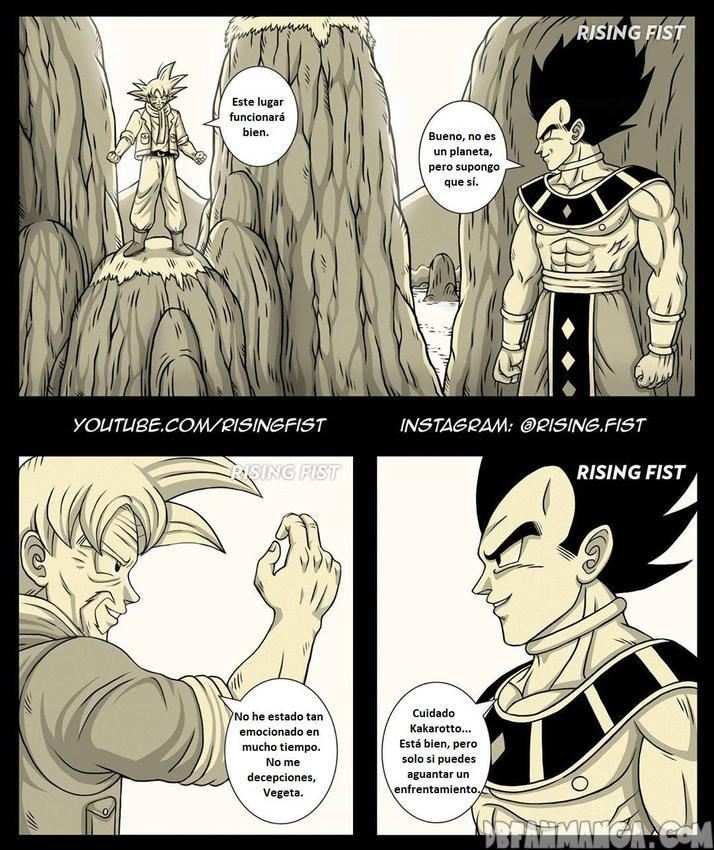 RISING FIST
Este lugar
funcionará
bien.
Bueno, no es
un planeta,
pero supongo
que sí.
YOUTUBE.COM/RISINGFIST
INSTAGRAM: @RISING.FIST
RISING FIST
No he estado tan
emocionado en
mucho tiempo.
No me
decepciones,
Vegeta.
RISING FIST
Cuidado
Kakarotto...
Está bien, pero
solo si puedes
aguantar un
enfrentamiento.
DBFANMANGA.COM